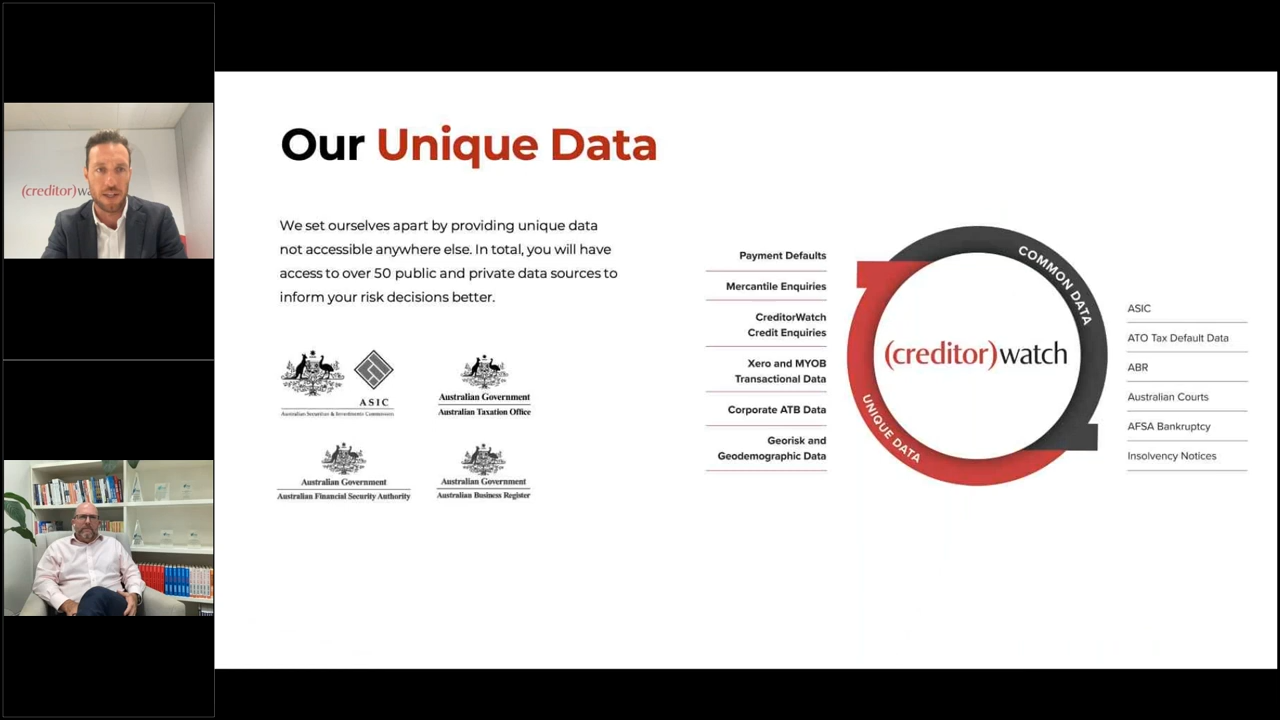 (creditor)wa
Our Unique Data
We set ourselves apart by providing unique data
not accessible anywhere else. In total, you will have
access to over 50 public and private data sources to
inform your risk decisions better.
ASIC
Australian Securities & Investments Commission
Australian Government
Australian Taxation Office
Australian Government
Australian Financial Security Authority
Australian Government
Australian Business Register
Payment Defaults
Mercantile Enquiries
CreditorWatch
Credit Enquiries
Xero and MYOB
Transactional Data
Corporate ATB Data
Georisk and
Geodemographic Data
COMMON DATA
(creditor)watch
UNIQUE DATA
ASIC
ATO Tax Default Data
ABR
Australian Courts
AFSA Bankruptcy
Insolvency Notices